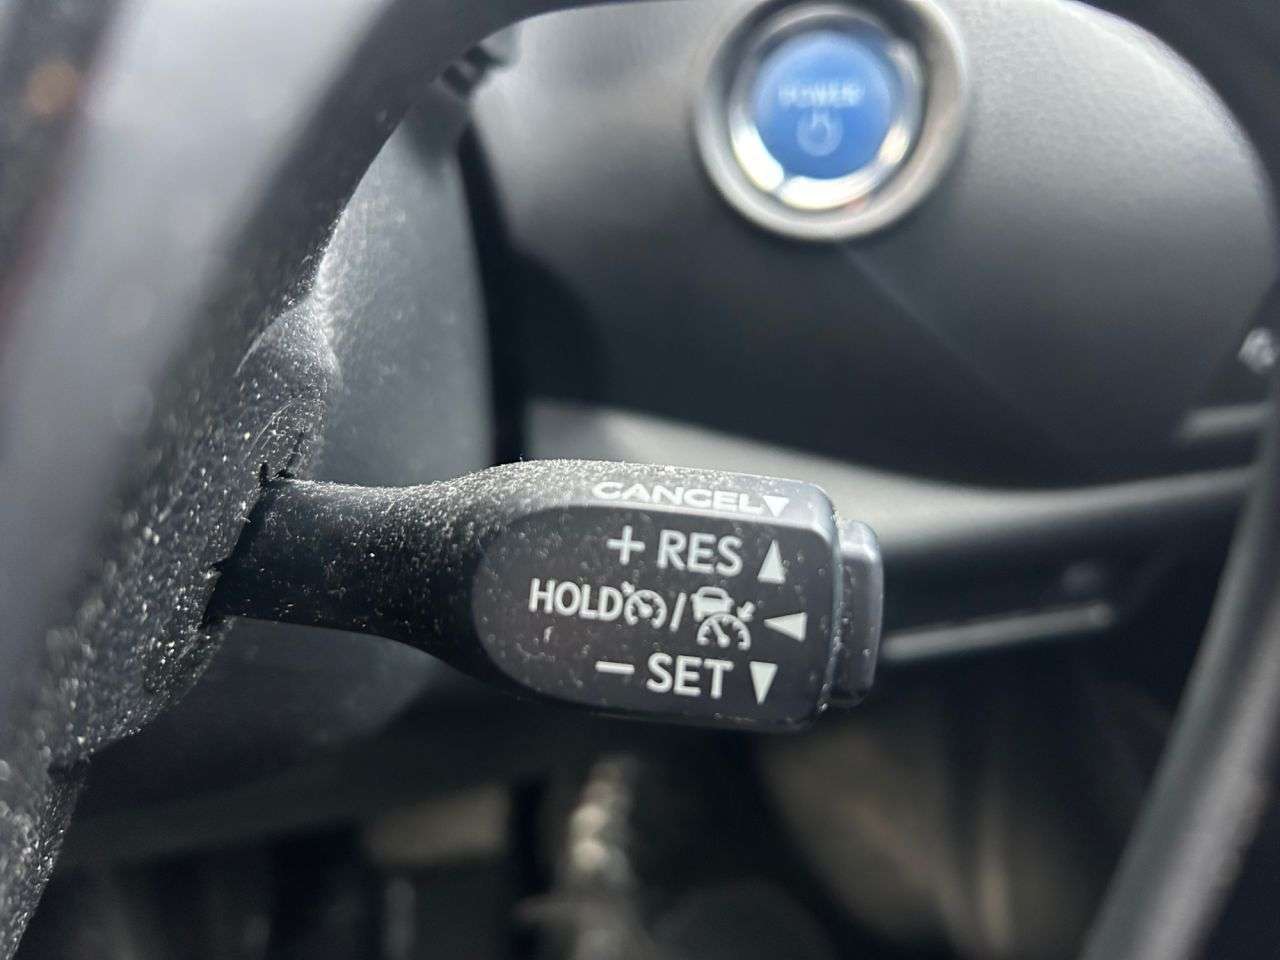 POWER
CANCEL▼
+ RES ▲
HOLD / ◀
- SET ▼